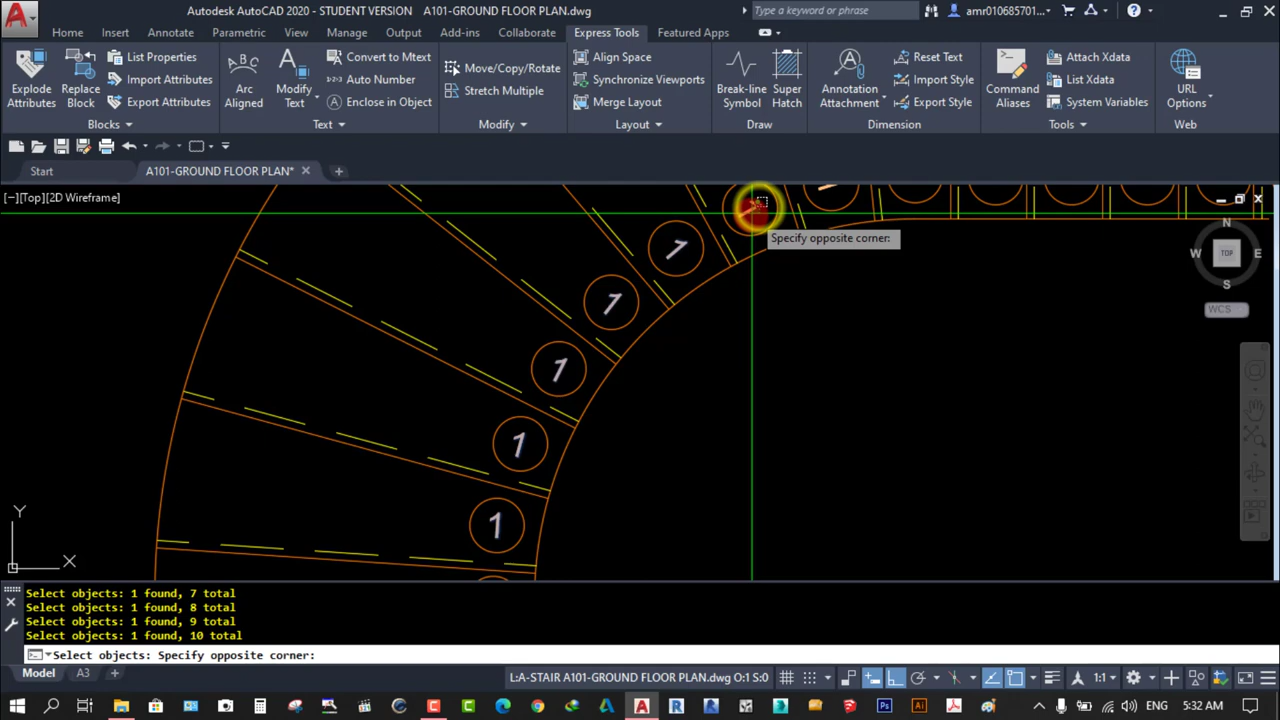 Autodesk AutoCAD 2020 - STUDENT VERSION A101-GROUND FLOOR PLAN.dwg
Type a keyword or phrase
amr010685701...
Home Insert Annotate Parametric View Manage Output Add-ins Collaborate Express Tools Featured Apps
Explode Attributes
Replace Block
List Properties
Import Attributes
Export Attributes
Blocks
Arc Aligned
Modify Text
Convert to Mtext
Auto Number
Enclose in Object
Text
Move/Copy/Rotate
Stretch Multiple
Modify
Align Space
Synchronize Viewports
Merge Layout
Layout
Break-line Symbol
Super Hatch
Draw
Annotation Attachment
Reset Text
Import Style
Export Style
Dimension
Command Aliases
Attach Xdata
List Xdata
System Variables
Tools
URL Options
Web
Start
A101-GROUND FLOOR PLAN*
[−][Top][2D Wireframe]
N
W TOP E
S
WCS
Specify opposite corner:
1
1
1
1
1
Y
X
Select objects: 1 found, 7 total
Select objects: 1 found, 8 total
Select objects: 1 found, 9 total
Select objects: 1 found, 10 total
Select objects: Specify opposite corner:
Model A3
L:A-STAIR A101-GROUND FLOOR PLAN.dwg O:1 S:0
1:1
5:32 AM